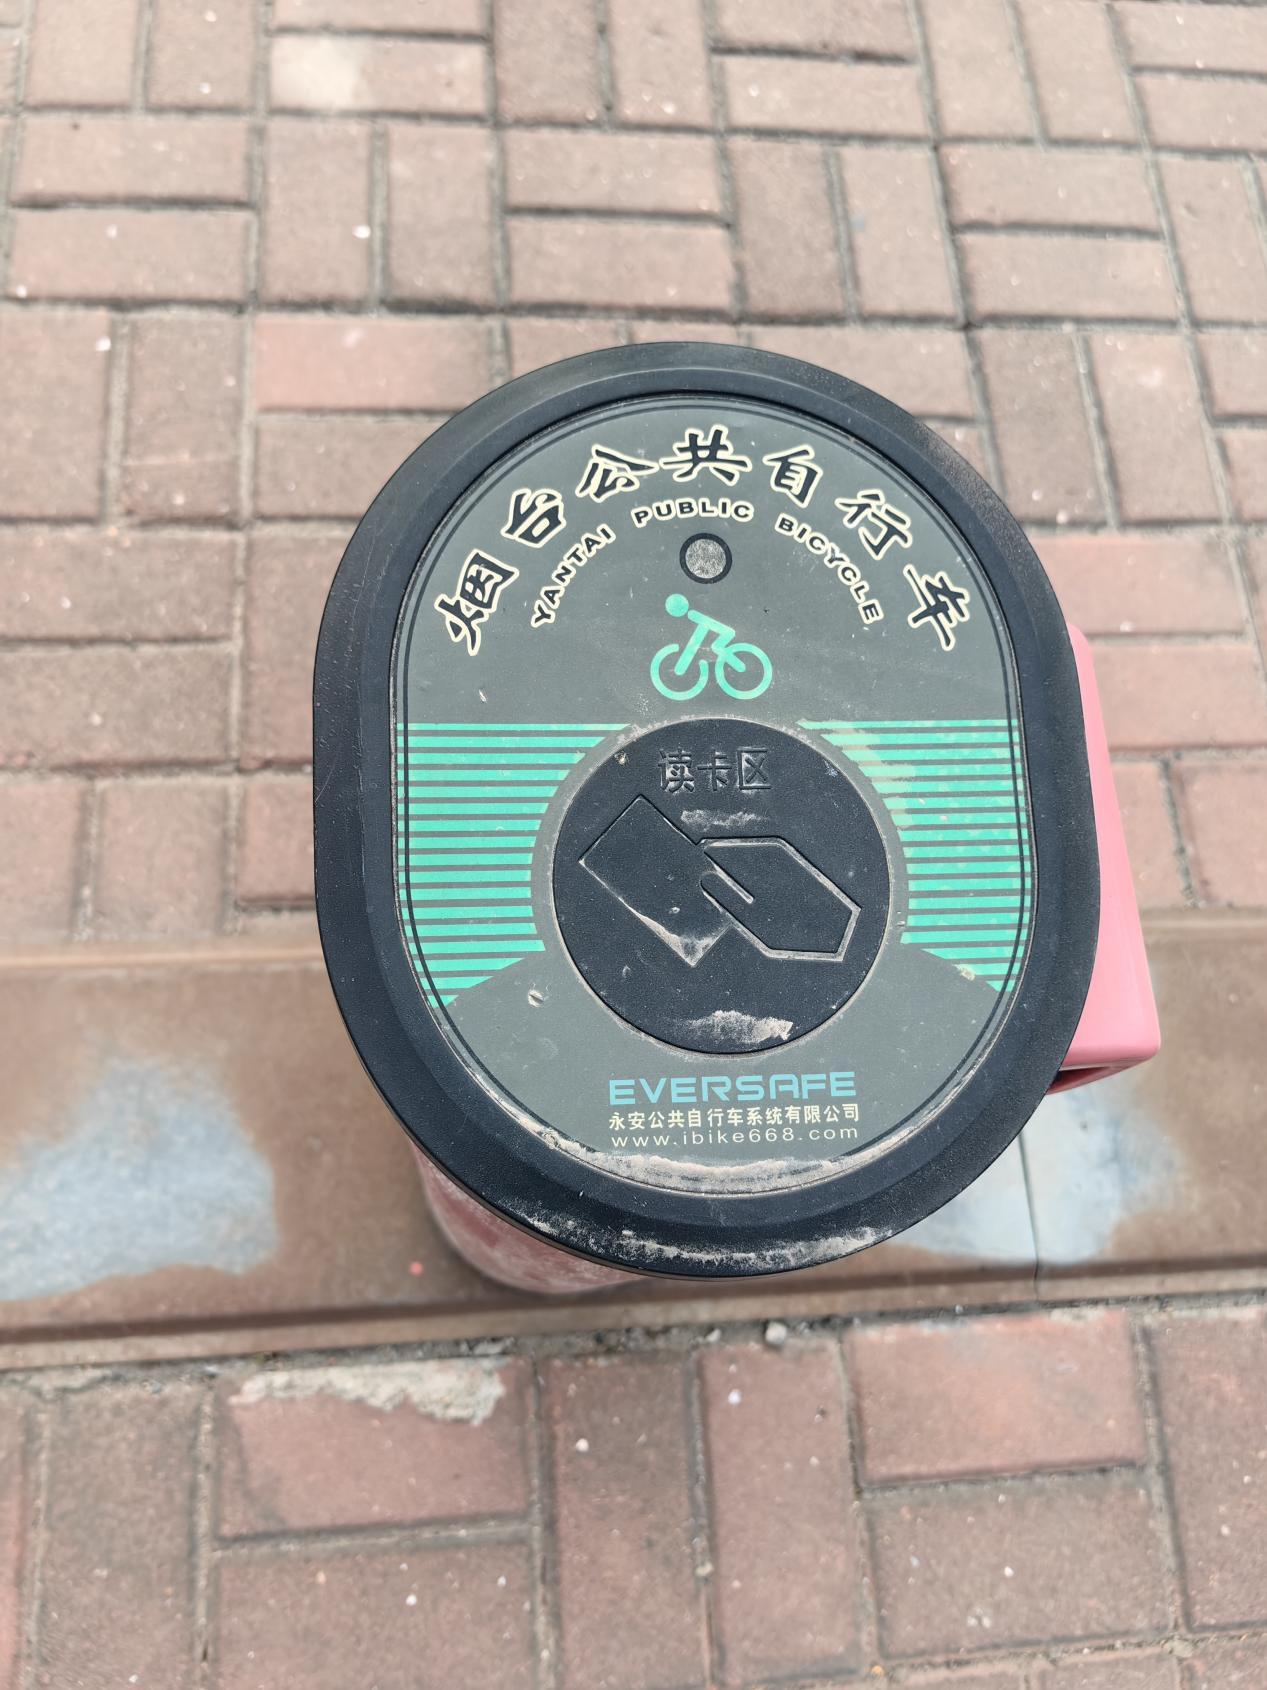 烟台公共自行车
YANTAI PUBLIC BICYCLE
读卡区
EVERSAFE
永安公共自行车系统有限公司
www.ibike668.com